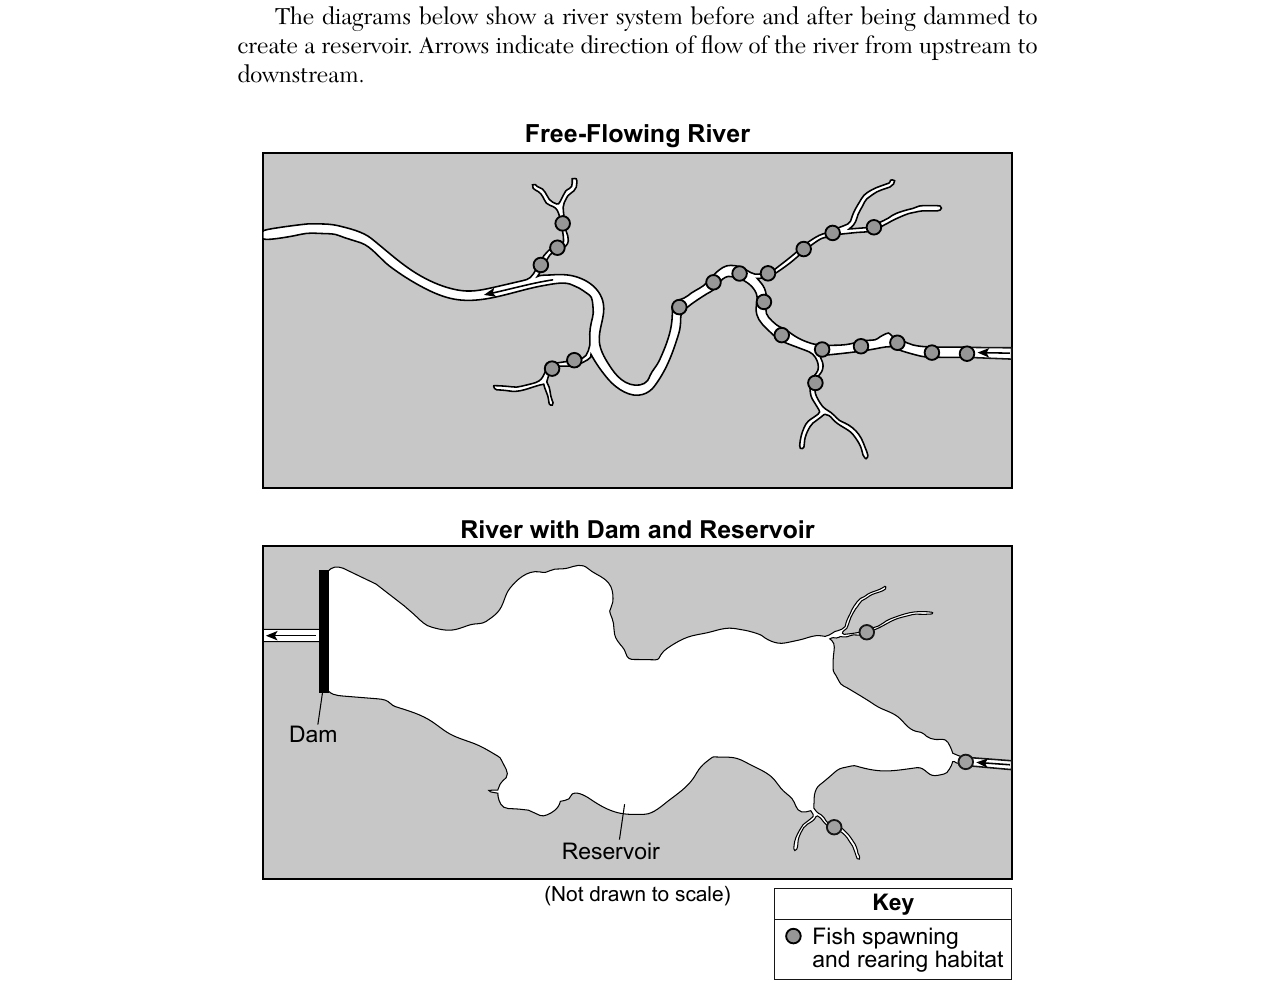 The diagrams below show a river system before and after being dammed to
create a reservoir. Arrows indicate direction of flow of the river from upstream to
downstream.
Free-Flowing River
River with Dam and Reservoir
Dam
Reservoir
(Not drawn to scale)
Key
Fish spawning
and rearing habitat